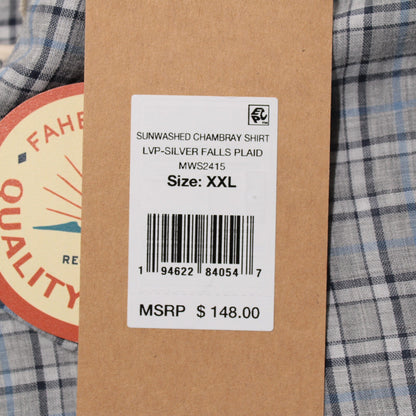 SUNWASHED CHAMBRAY SHIRT
LVP-SILVER FALLS PLAID
MWS2415
Size: XXL
1 94622 84054 7
MSRP $ 148.00
FAHE
QUALITY
RE